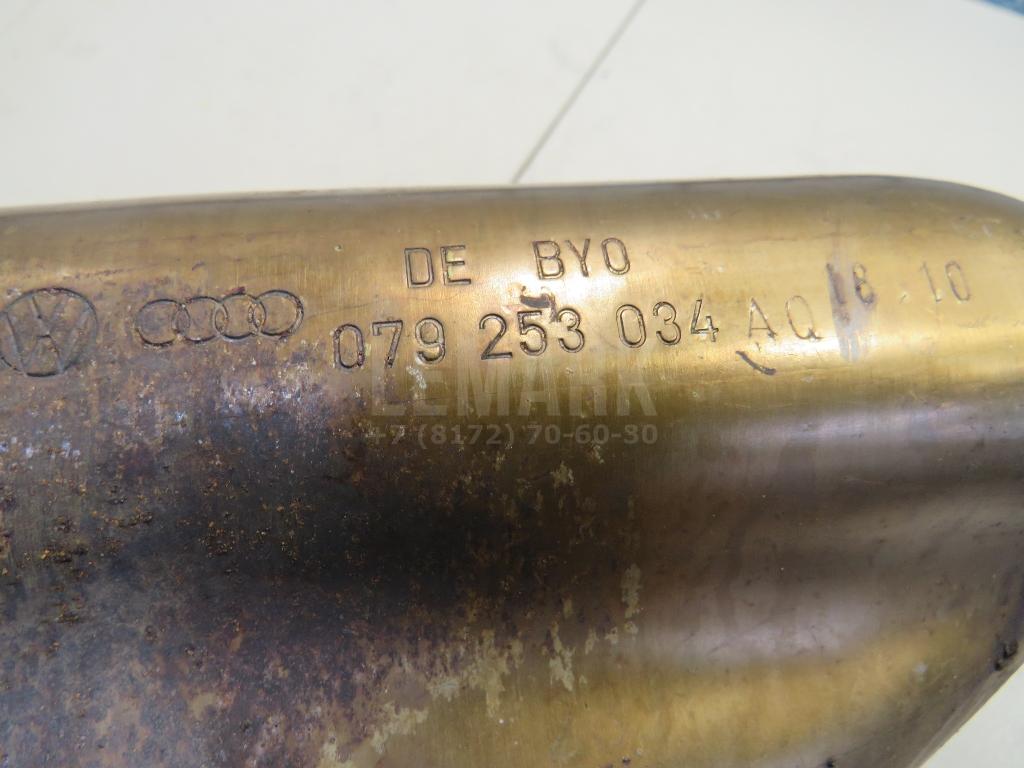 DE BYO
079 253 034 AQ 18.10
LEMARK
+7 (8172) 70-60-30